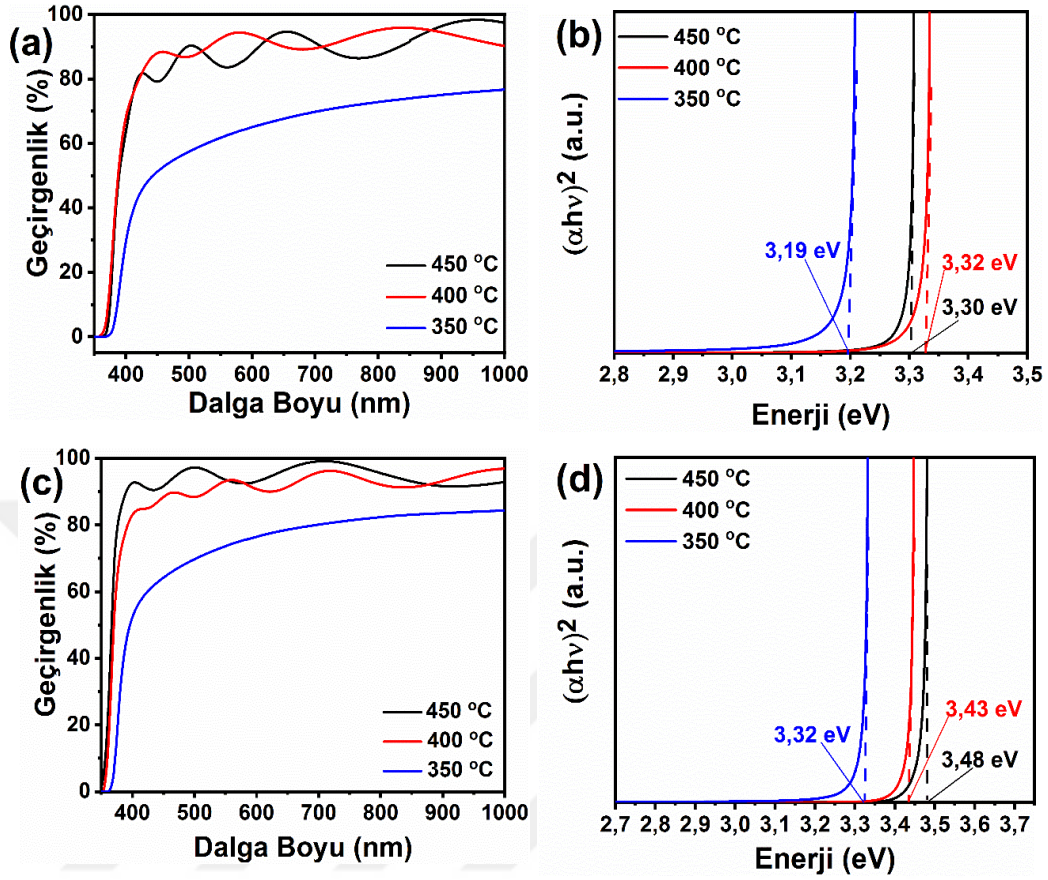 (a)
100
80
60
40
20
0
Geçirgenlik (%)
450 °C
400 °C
350 °C
400 500 600 700 800 900 1000
Dalga Boyu (nm)
(b)
450 °C
400 °C
350 °C
(αhν)² (a.u.)
3,19 eV
3,32 eV
3,30 eV
2,8 2,9 3,0 3,1 3,2 3,3 3,4 3,5
Enerji (eV)
(c)
100
80
60
40
20
0
Geçirgenlik (%)
450 °C
400 °C
350 °C
400 500 600 700 800 900 1000
Dalga Boyu (nm)
(d)
450 °C
400 °C
350 °C
(αhν)² (a.u.)
3,32 eV
3,43 eV
3,48 eV
2,7 2,8 2,9 3,0 3,1 3,2 3,3 3,4 3,5 3,6 3,7
Enerji (eV)